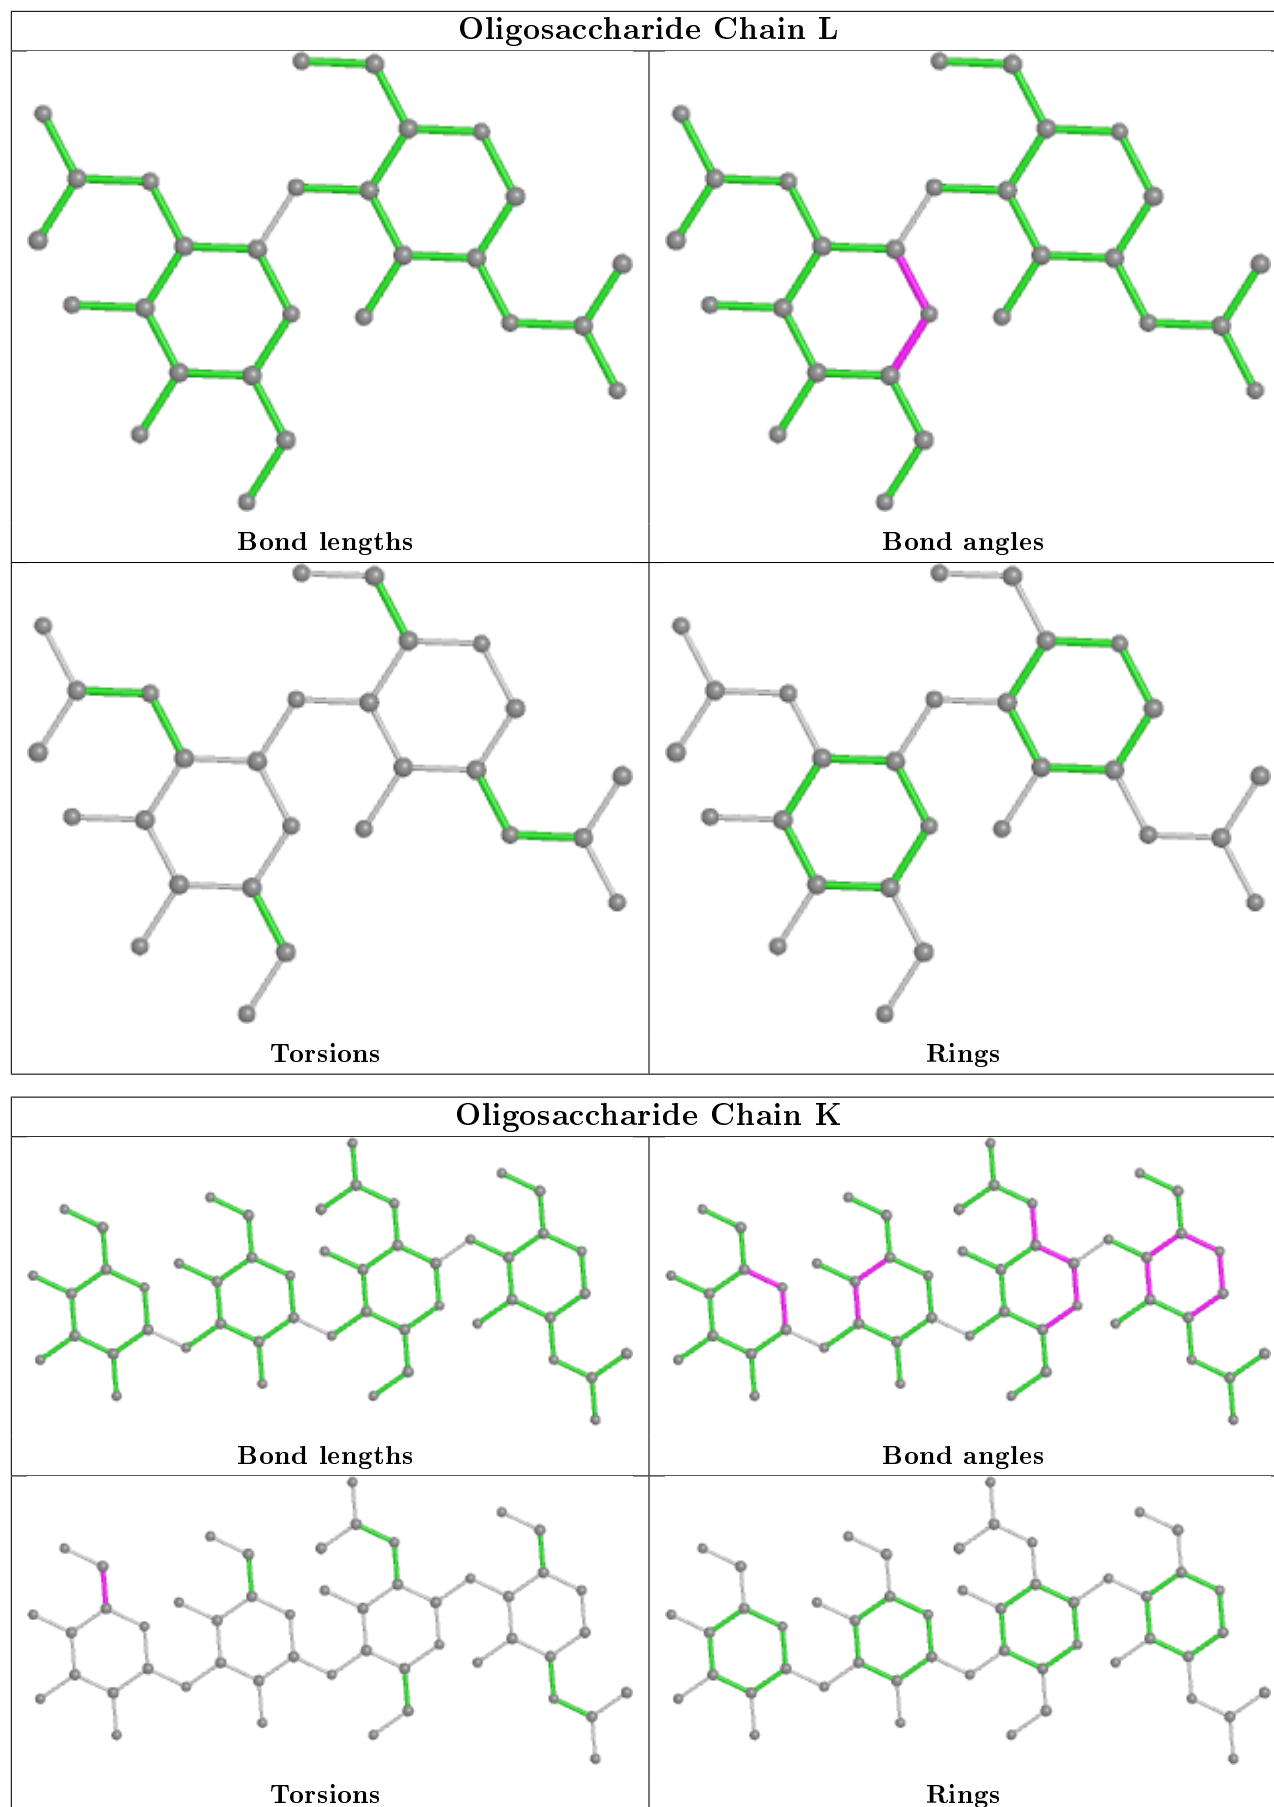 Oligosaccharide Chain L
Bond lengths
Bond angles
Torsions
Rings
Oligosaccharide Chain K
Bond lengths
Bond angles
Torsions
Rings